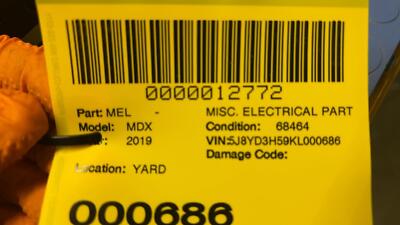 0000012772
Part: MEL - MISC. ELECTRICAL PART
Model: MDX Condition: 68464
2019 VIN:5J8YD3H59KL000686
Damage Code:
Location: YARD
000686